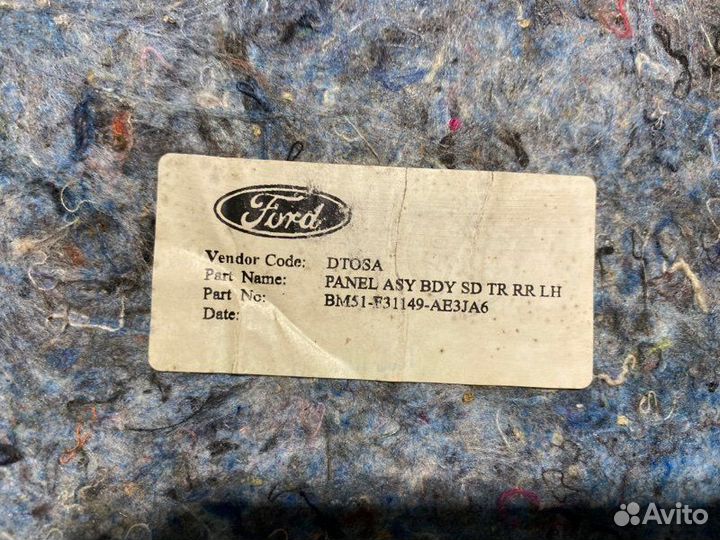 Ford
Vendor Code: DTOSA
Part Name: PANEL ASY BDY SD TR RR LH
Part No: BM51-F31149-AE3JA6
Date:
Avito